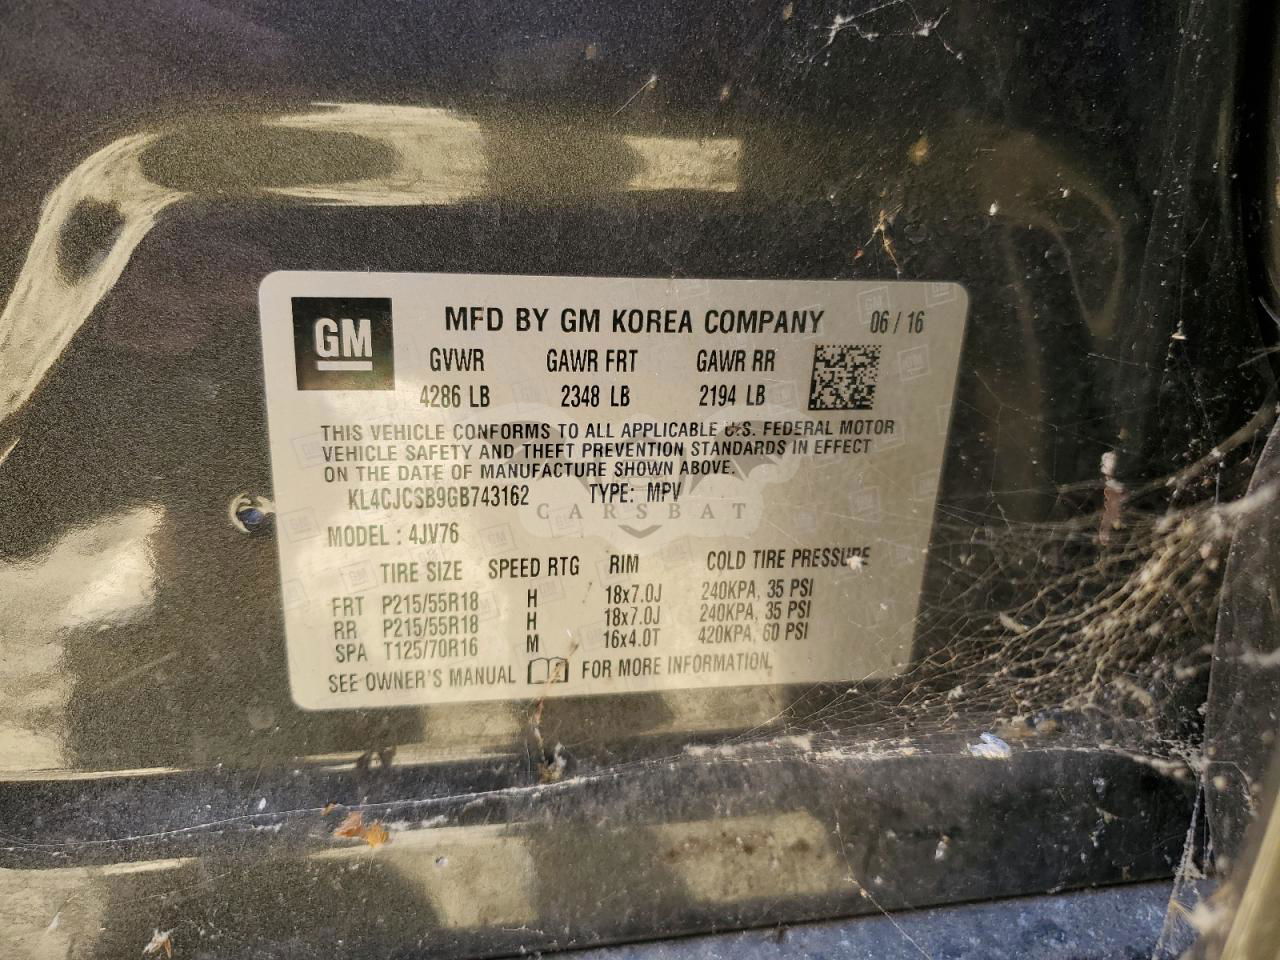 GM
MFD BY GM KOREA COMPANY 06 / 16
GVWR GAWR FRT GAWR RR
4286 LB 2348 LB 2194 LB
THIS VEHICLE CONFORMS TO ALL APPLICABLE U.S. FEDERAL MOTOR
VEHICLE SAFETY AND THEFT PREVENTION STANDARDS IN EFFECT
ON THE DATE OF MANUFACTURE SHOWN ABOVE.
KL4CJCSB9GB743162 TYPE: MPV
CARSBAT
MODEL : 4JV76
TIRE SIZE SPEED RTG RIM COLD TIRE PRESSURE
FRT P215/55R18 H 18x7.0J 240KPA, 35 PSI
RR P215/55R18 H 18x7.0J 240KPA, 35 PSI
SPA T125/70R16 M 16x4.0T 420KPA, 60 PSI
SEE OWNER'S MANUAL FOR MORE INFORMATION.